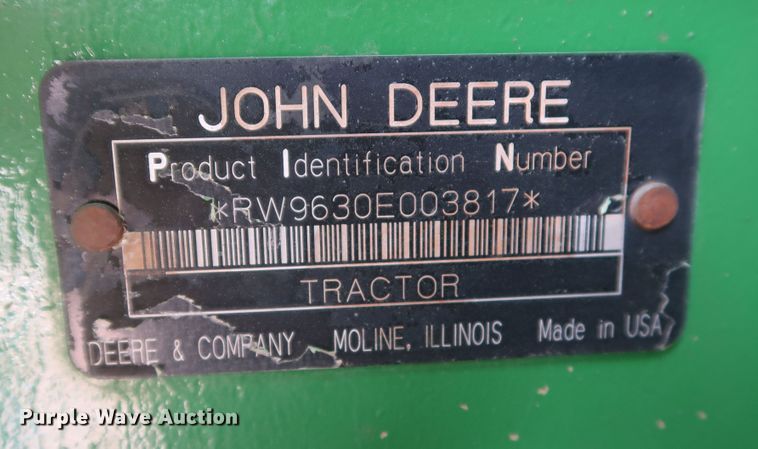 JOHN DEERE
Product Identification Number
*RW9630E003817*
TRACTOR
DEERE & COMPANY MOLINE, ILLINOIS Made in USA
Purple Wave Auction